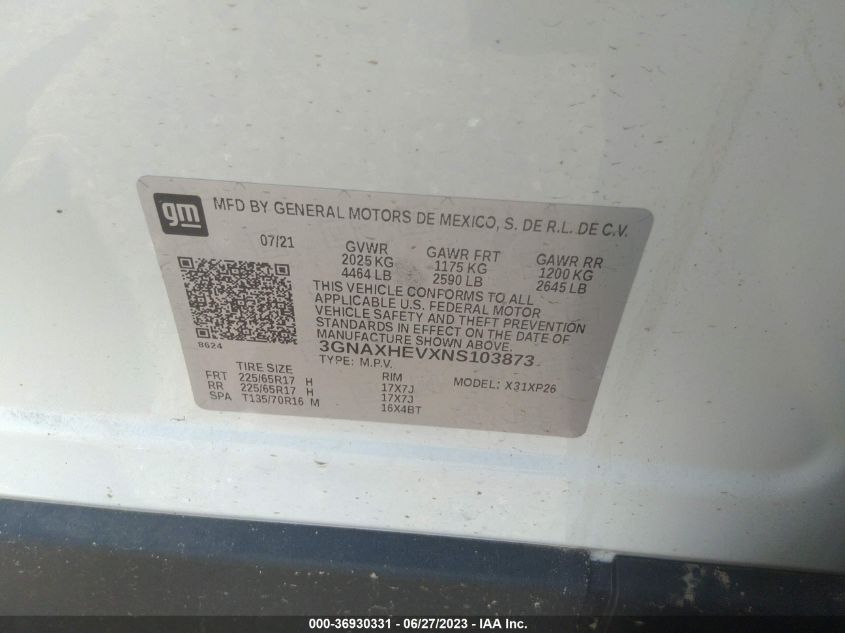 gm MFD BY GENERAL MOTORS DE MEXICO, S. DE R.L. DE C.V.
07/21 GVWR GAWR FRT GAWR RR
2025 KG 1175 KG 1200 KG
4464 LB 2590 LB 2645 LB
THIS VEHICLE CONFORMS TO ALL
APPLICABLE U.S. FEDERAL MOTOR
VEHICLE SAFETY AND THEFT PREVENTION
STANDARDS IN EFFECT ON THE DATE OF
MANUFACTURE SHOWN ABOVE.
8624 3GNAXHEVXNS103873
TYPE: M.P.V. MODEL: X31XP26
TIRE SIZE RIM
FRT 225/65R17 H 17X7J
RR 225/65R17 H 17X7J
SPA T135/70R16 M 16X4BT
000-36930331 - 06/27/2023 - IAA Inc.